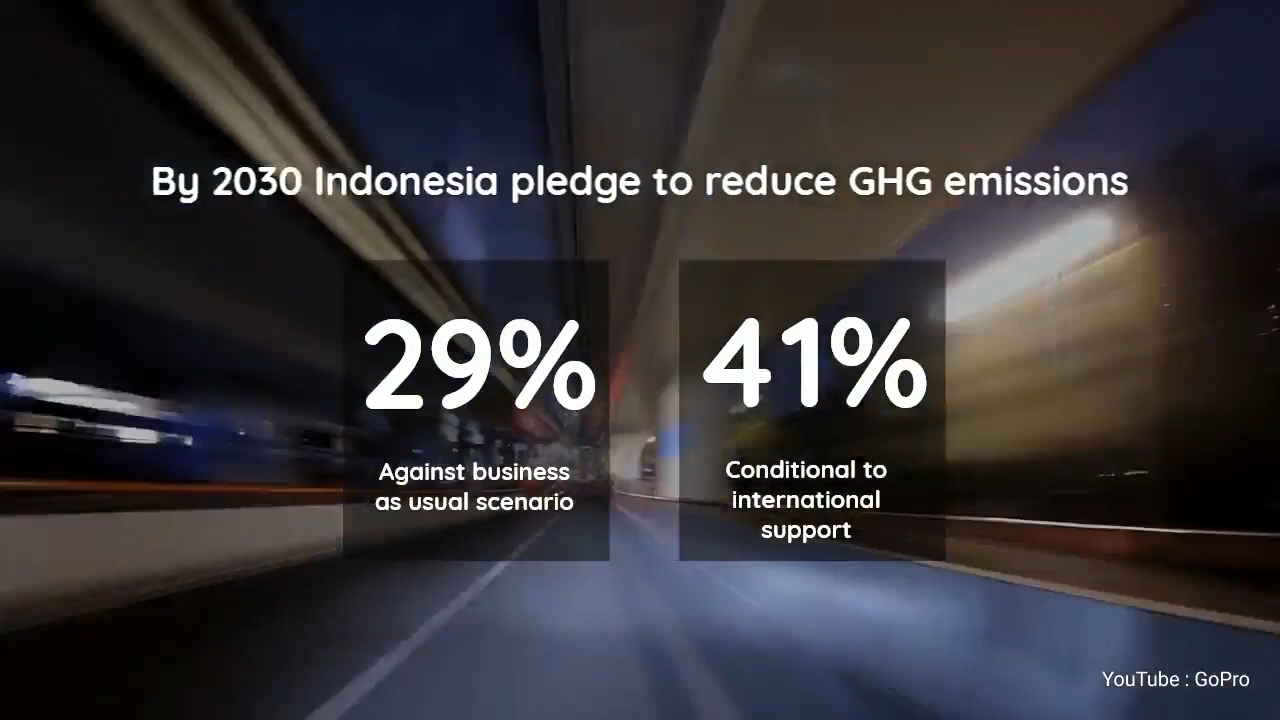 By 2030 Indonesia pledge to reduce GHG emissions
29%
Against business
as usual scenario
41%
Conditional to
international
support
YouTube : GoPro